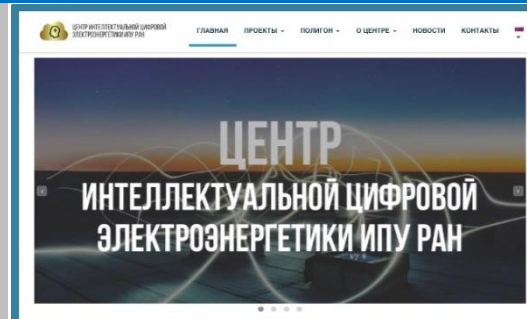 ЦЕНТР ИНТЕЛЛЕКТУАЛЬНОЙ ЦИФРОВОЙ
ЭЛЕКТРОЭНЕРГЕТИКИ ИПУ РАН
ГЛАВНАЯ ПРОЕКТЫ ПОЛИГОН О ЦЕНТРЕ НОВОСТИ КОНТАКТЫ
ЦЕНТР
ИНТЕЛЛЕКТУАЛЬНОЙ ЦИФРОВОЙ
ЭЛЕКТРОЭНЕРГЕТИКИ ИПУ РАН